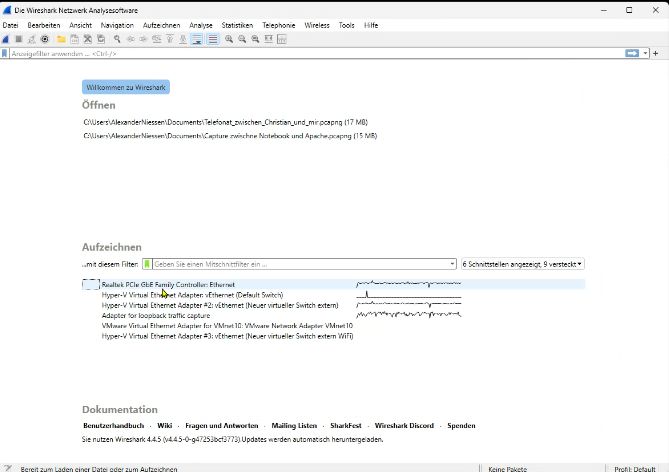 Die Wireshark Netzwerk Analysesoftware
Datei Bearbeiten Ansicht Navigation Aufzeichnen Analyse Statistiken Telephonie Wireless Tools Hilfe
Anzeigefilter anwenden ... <Ctrl-/>
Willkommen zu Wireshark
Öffnen
C:\Users\AlexanderNiessen\Documents\Telefonat_zwischen_Christian_und_mir.pcapng (17 MB)
C:\Users\AlexanderNiessen\Documents\Capture zwischne Notebook und Apache.pcapng (15 MB)
Aufzeichnen
...mit diesem Filter: Geben Sie einen Mitschnittfilter ein ... 6 Schnittstellen angezeigt, 9 versteckt
Realtek PCIe GbE Family Controller: Ethernet
Hyper-V Virtual Ethernet Adapter: vEthernet (Default Switch)
Hyper-V Virtual Ethernet Adapter #2: vEthernet (Neuer virtueller Switch extern)
Adapter for loopback traffic capture
VMware Virtual Ethernet Adapter for VMnet10: VMware Network Adapter VMnet10
Hyper-V Virtual Ethernet Adapter #3: vEthernet (Neuer virtueller Switch extern WiFi)
Dokumentation
Benutzerhandbuch · Wiki · Fragen und Antworten · Mailing Listen · SharkFest · Wireshark Discord · Spenden
Sie nutzen Wireshark 4.4.5 (v4.4.5-0-g47253bcf3773).Updates werden automatisch heruntergeladen.
Bereit zum Laden einer Datei oder zum Aufzeichnen Keine Pakete Profil: Default